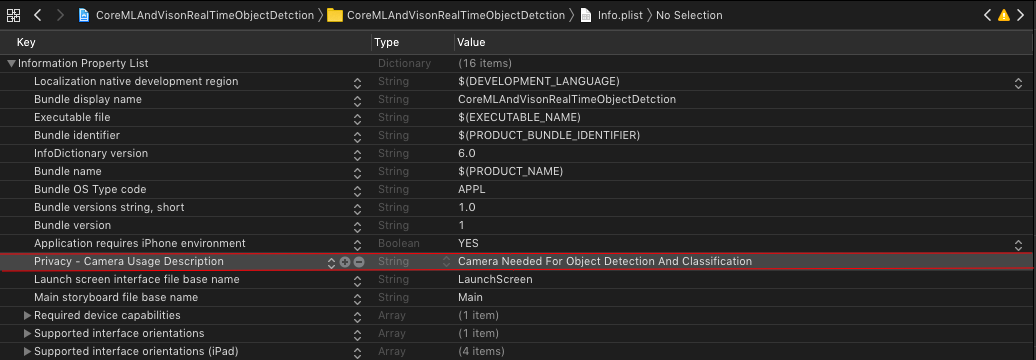 CoreMLAndVisonRealTimeObjectDetction CoreMLAndVisonRealTimeObjectDetction Info.plist No Selection
Key Type Value
Information Property List Dictionary (16 items)
Localization native development region String $(DEVELOPMENT_LANGUAGE)
Bundle display name String CoreMLAndVisonRealTimeObjectDetction
Executable file String $(EXECUTABLE_NAME)
Bundle identifier String $(PRODUCT_BUNDLE_IDENTIFIER)
InfoDictionary version String 6.0
Bundle name String $(PRODUCT_NAME)
Bundle OS Type code String APPL
Bundle versions string, short String 1.0
Bundle version String 1
Application requires iPhone environment Boolean YES
Privacy - Camera Usage Description String Camera Needed For Object Detection And Classification
Launch screen interface file base name String LaunchScreen
Main storyboard file base name String Main
Required device capabilities Array (1 item)
Supported interface orientations Array (1 item)
Supported interface orientations (iPad) Array (4 items)